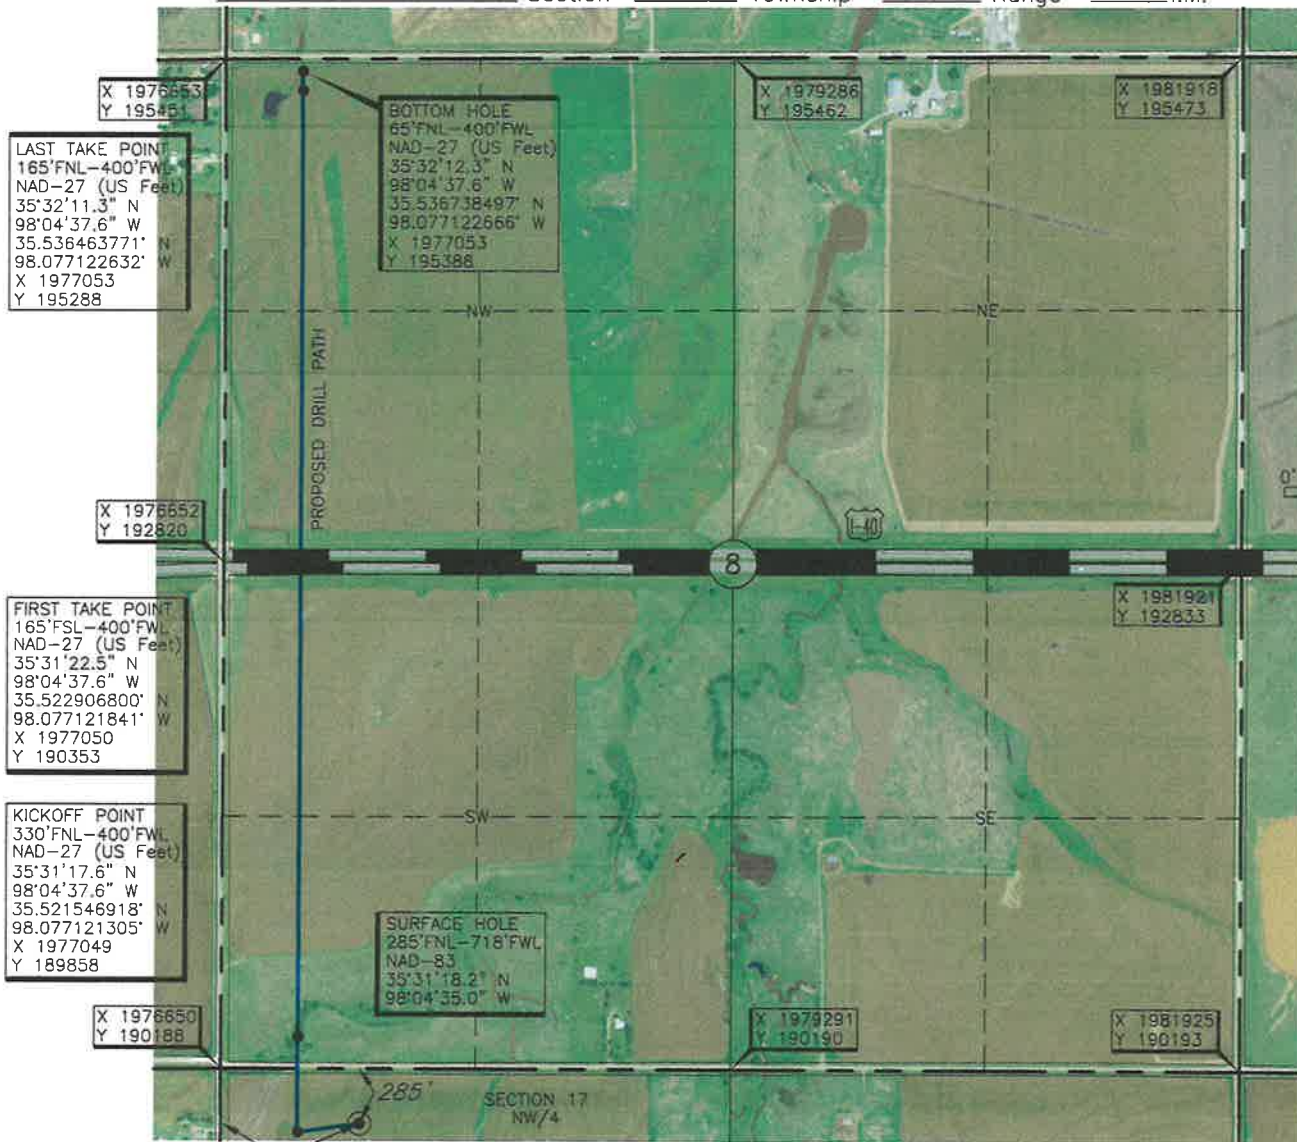 Section Township Range I.M.
X 1976653
Y 195451
X 1979286
Y 195462
X 1981918
Y 195473
BOTTOM HOLE
65'FNL-400'FWL
NAD-27 (US Feet)
35°32'12.3" N
98°04'37.6" W
35.536738497° N
98.077122666° W
X 1977053
Y 195388
LAST TAKE POINT
165'FNL-400'FWL
NAD-27 (US Feet)
35°32'11.3" N
98°04'37.6" W
35.536463771° N
98.077122632° W
X 1977053
Y 195288
NW
NE
PROPOSED DRILL PATH
X 1976652
Y 192820
I-40
0'
8
X 1981921
Y 192833
FIRST TAKE POINT
165'FSL-400'FWL
NAD-27 (US Feet)
35°31'22.5" N
98°04'37.6" W
35.522906800° N
98.077121841° W
X 1977050
Y 190353
SW
SE
KICKOFF POINT
330'FNL-400'FWL
NAD-27 (US Feet)
35°31'17.6" N
98°04'37.6" W
35.521546918° N
98.077121305° W
X 1977049
Y 189858
SURFACE HOLE
285'FNL-718'FWL
NAD-83
35°31'18.2" N
98°04'35.0" W
X 1976650
Y 190188
X 1979291
Y 190190
X 1981925
Y 190193
285'
SECTION 17
NW/4